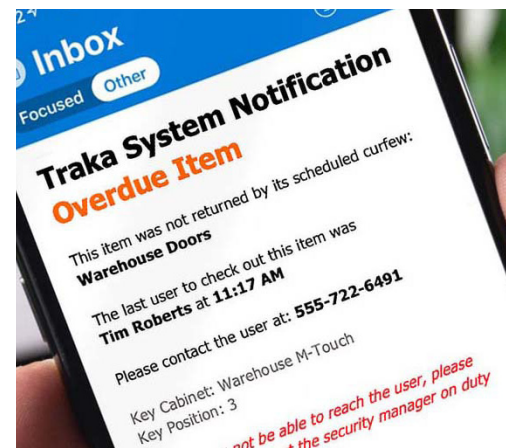 Inbox
Focused Other
Traka System Notification
Overdue Item
This item was not returned by its scheduled curfew:
Warehouse Doors
The last user to check out this item was
Tim Roberts at 11:17 AM
Please contact the user at: 555-722-6491
Key Cabinet: Warehouse M-Touch
Key Position: 3
not be able to reach the user, please
the security manager on duty